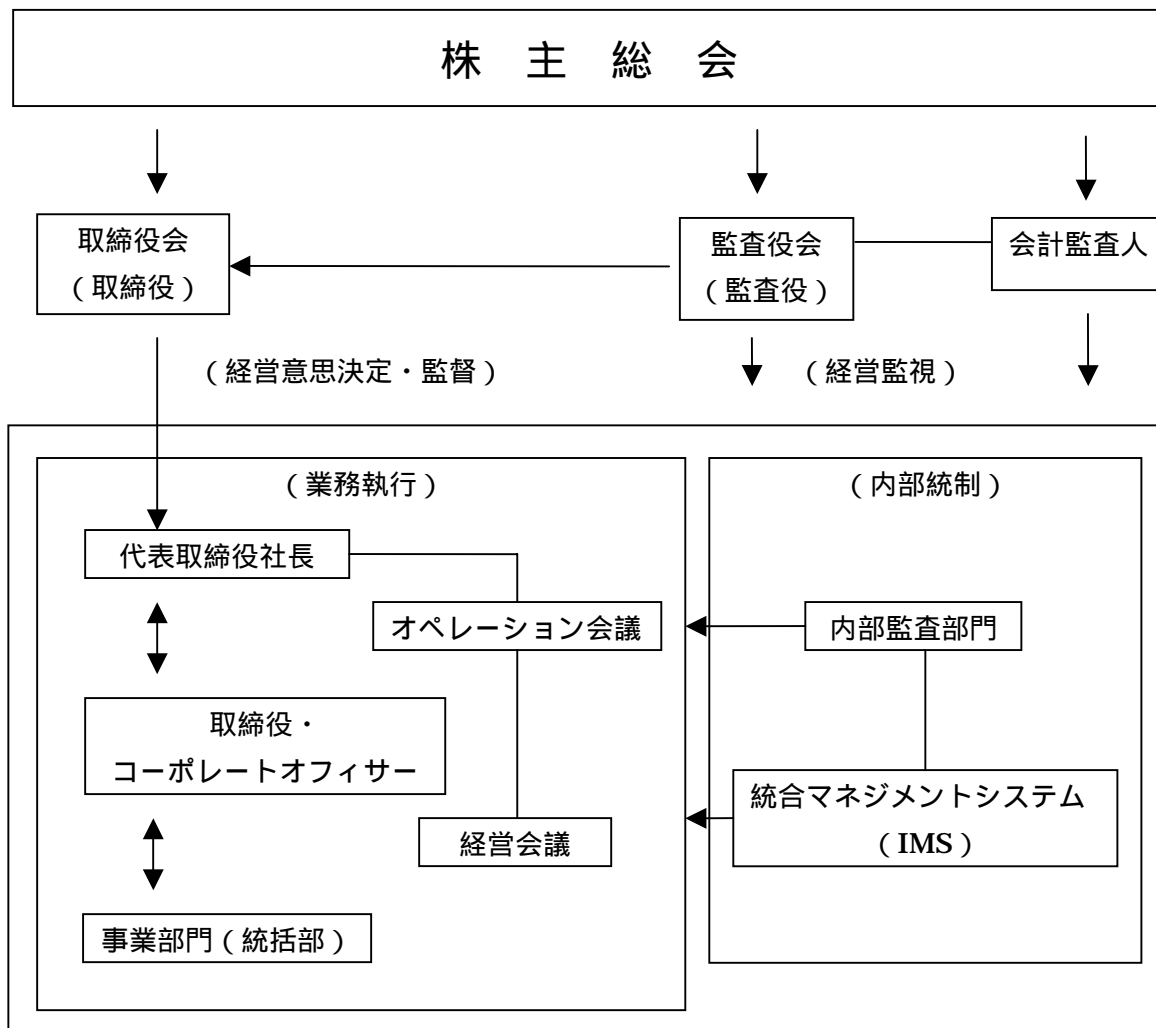 株 主 総 会
取締役会
（取締役）
監査役会
（監査役）
会計監査人
（経営意思決定・監督）
（経営監視）
（業務執行）
（内部統制）
代表取締役社長
オペレーション会議
内部監査部門
取締役・
コーポレートオフィサー
統合マネジメントシステム
（IMS）
経営会議
事業部門（統括部）